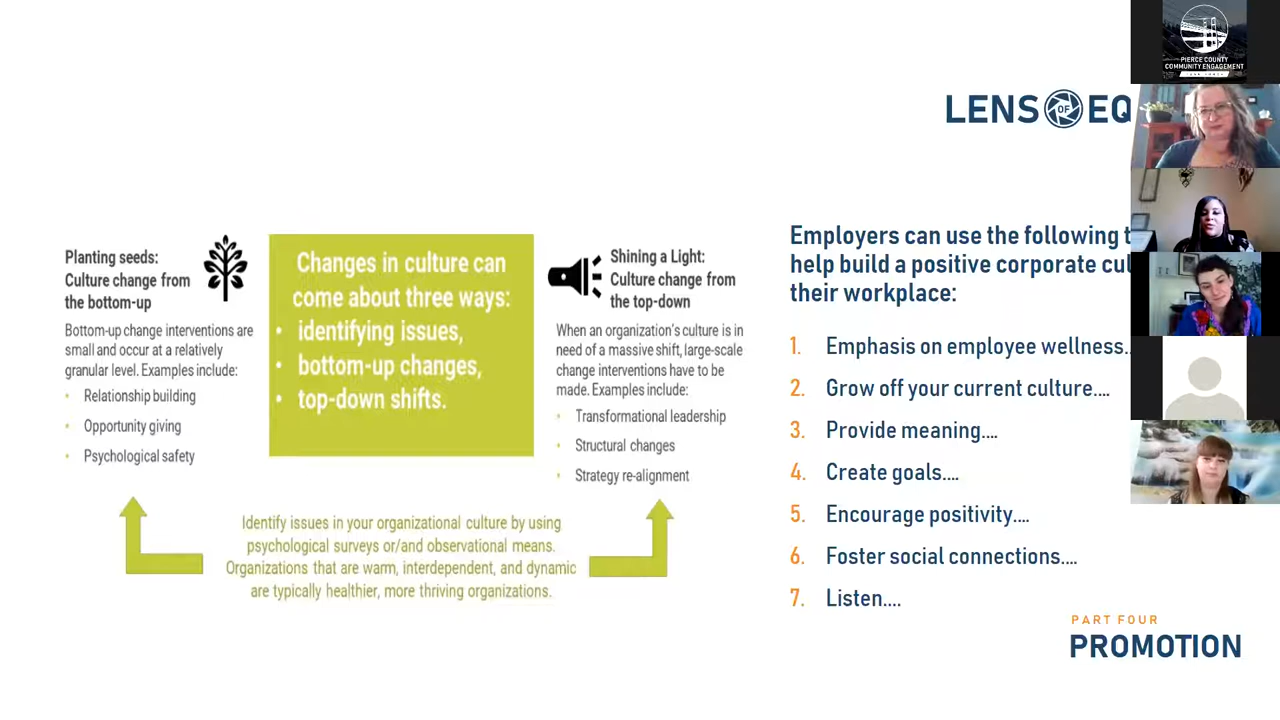 PIERCE COUNTY
COMMUNITY ENGAGEMENT
LENS OF EQ
Planting seeds:
Culture change from
the bottom-up
Bottom-up change interventions are
small and occur at a relatively
granular level. Examples include:
• Relationship building
• Opportunity giving
• Psychological safety
Changes in culture can
come about three ways:
• identifying issues,
• bottom-up changes,
• top-down shifts.
Shining a Light:
Culture change from
the top-down
When an organization's culture is in
need of a massive shift, large-scale
change interventions have to be
made. Examples include:
• Transformational leadership
• Structural changes
• Strategy re-alignment
Identify issues in your organizational culture by using
psychological surveys or/and observational means.
Organizations that are warm, interdependent, and dynamic
are typically healthier, more thriving organizations.
Employers can use the following t
help build a positive corporate cul
their workplace:
1. Emphasis on employee wellness..
2. Grow off your current culture....
3. Provide meaning....
4. Create goals....
5. Encourage positivity....
6. Foster social connections....
7. Listen....
PART FOUR
PROMOTION